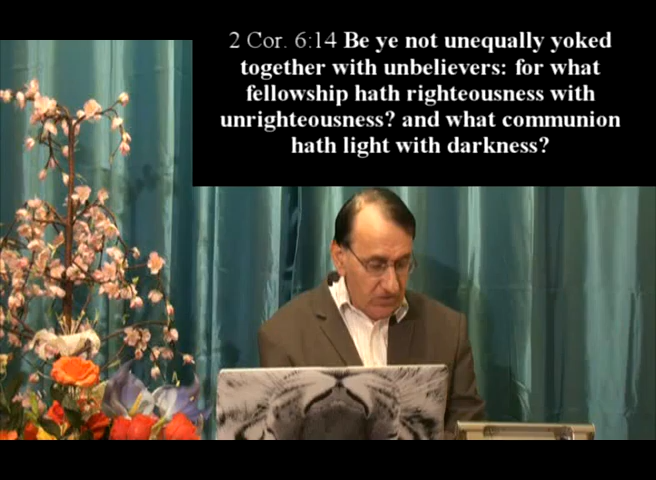 2 Cor. 6:14 Be ye not unequally yoked
together with unbelievers: for what
fellowship hath righteousness with
unrighteousness? and what communion
hath light with darkness?